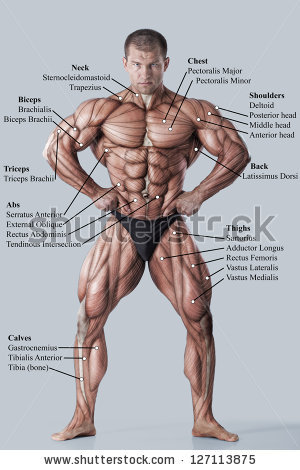 Neck
Sternocleidomastoid
Trapezius
Chest
Pectoralis Major
Pectoralis Minor
Biceps
Brachialis
Biceps Brachii
Shoulders
Deltoid
Posterior head
Middle head
Anterior head
Triceps
Triceps Brachii
Back
Latissimus Dorsi
Abs
Serratus Anterior
External Oblique
Rectus Abdominis
Tendinous Intersection
Thighs
Sartorius
Adductor Longus
Rectus Femoris
Vastus Lateralis
Vastus Medialis
Calves
Gastrocnemius
Tibialis Anterior
Tibia (bone)
www.shutterstock.com · 127113875